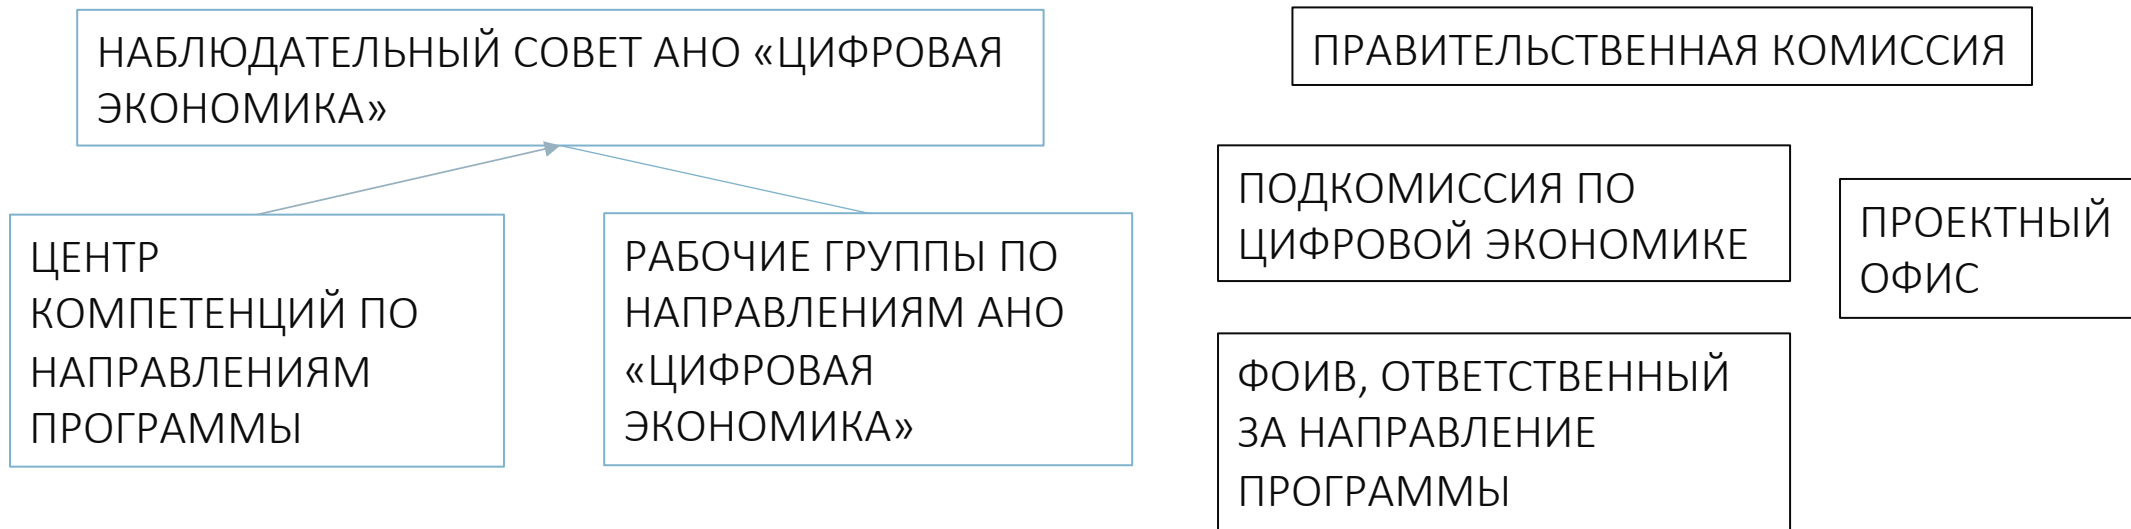 НАБЛЮДАТЕЛЬНЫЙ СОВЕТ АНО «ЦИФРОВАЯ
ЭКОНОМИКА»
ПРАВИТЕЛЬСТВЕННАЯ КОМИССИЯ
ЦЕНТР
КОМПЕТЕНЦИЙ ПО
НАПРАВЛЕНИЯМ
ПРОГРАММЫ
РАБОЧИЕ ГРУППЫ ПО
НАПРАВЛЕНИЯМ АНО
«ЦИФРОВАЯ
ЭКОНОМИКА»
ПОДКОМИССИЯ ПО
ЦИФРОВОЙ ЭКОНОМИКЕ
ПРОЕКТНЫЙ
ОФИС
ФОИВ, ОТВЕТСТВЕННЫЙ
ЗА НАПРАВЛЕНИЕ
ПРОГРАММЫ